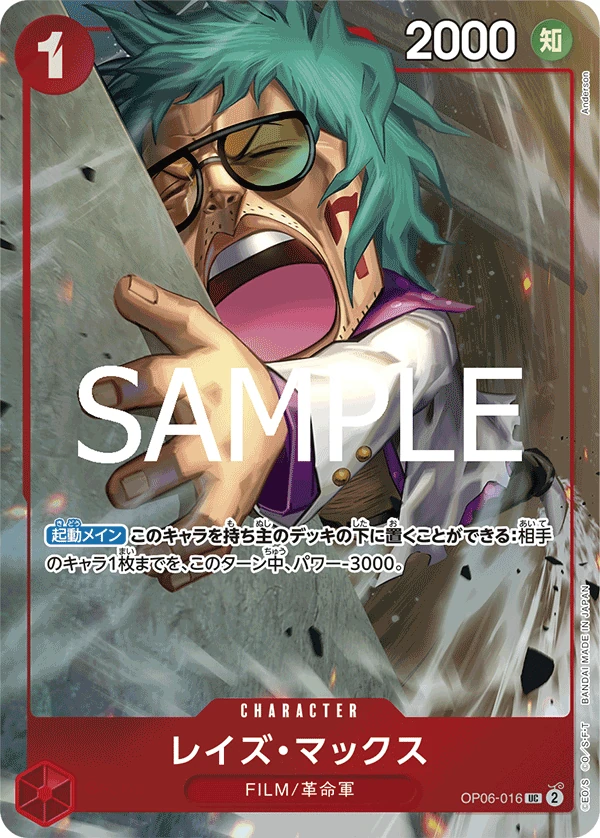 1
2000 知
Anderson
SAMPLE
起動メイン このキャラを持ち主のデッキの下に置くことができる:相手
のキャラ1枚までを、このターン中、パワー-3000。
CHARACTER
レイズ・マックス
FILM/革命軍
OP06-016 UC 2
©EO/S ©O/S・F・T BANDAI MADE IN JAPAN